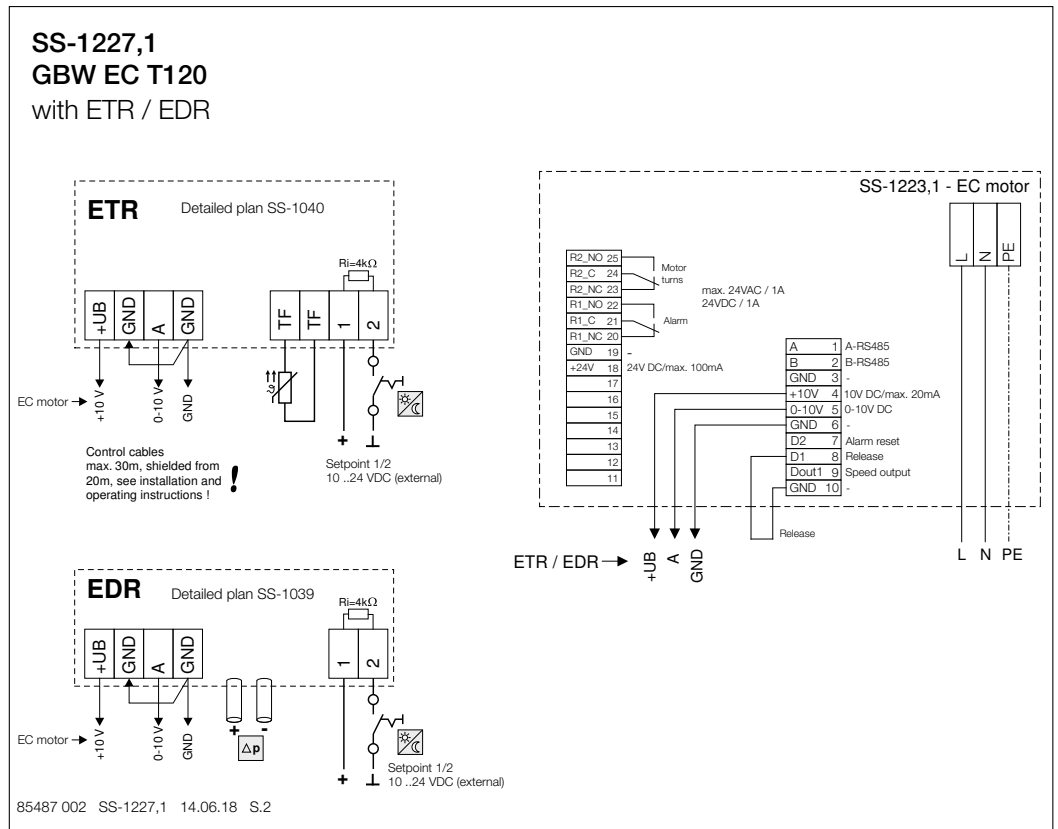 SS-1227,1
GBW EC T120
with ETR / EDR
ETR
Detailed plan SS-1040
Ri=4kΩ
+UB
GND
A
GND
TF
TF
1
2
EC motor
+10 V
0-10 V
GND
+
Control cables
max. 30m, shielded from
20m, see installation and
operating instructions !
!
Setpoint 1/2
10 ..24 VDC (external)
EDR
Detailed plan SS-1039
Ri=4kΩ
+UB
GND
A
GND
1
2
+ -
Δp
EC motor
+10 V
0-10 V
GND
+
Setpoint 1/2
10 ..24 VDC (external)
SS-1223,1 - EC motor
L
N
PE
R2_NO 25
R2_C 24
R2_NC 23
R1_NO 22
R1_C 21
R1_NC 20
GND 19 -
+24V 18 24V DC/max. 100mA
17
16
15
14
13
12
11
Motor
turns
Alarm
max. 24VAC / 1A
24VDC / 1A
A 1 A-RS485
B 2 B-RS485
GND 3 -
+10V 4 10V DC/max. 20mA
0-10V 5 0-10V DC
GND 6 -
D2 7 Alarm reset
D1 8 Release
Dout1 9 Speed output
GND 10 -
Release
ETR / EDR
+UB
A
GND
L N PE
85487 002 SS-1227,1 14.06.18 S.2